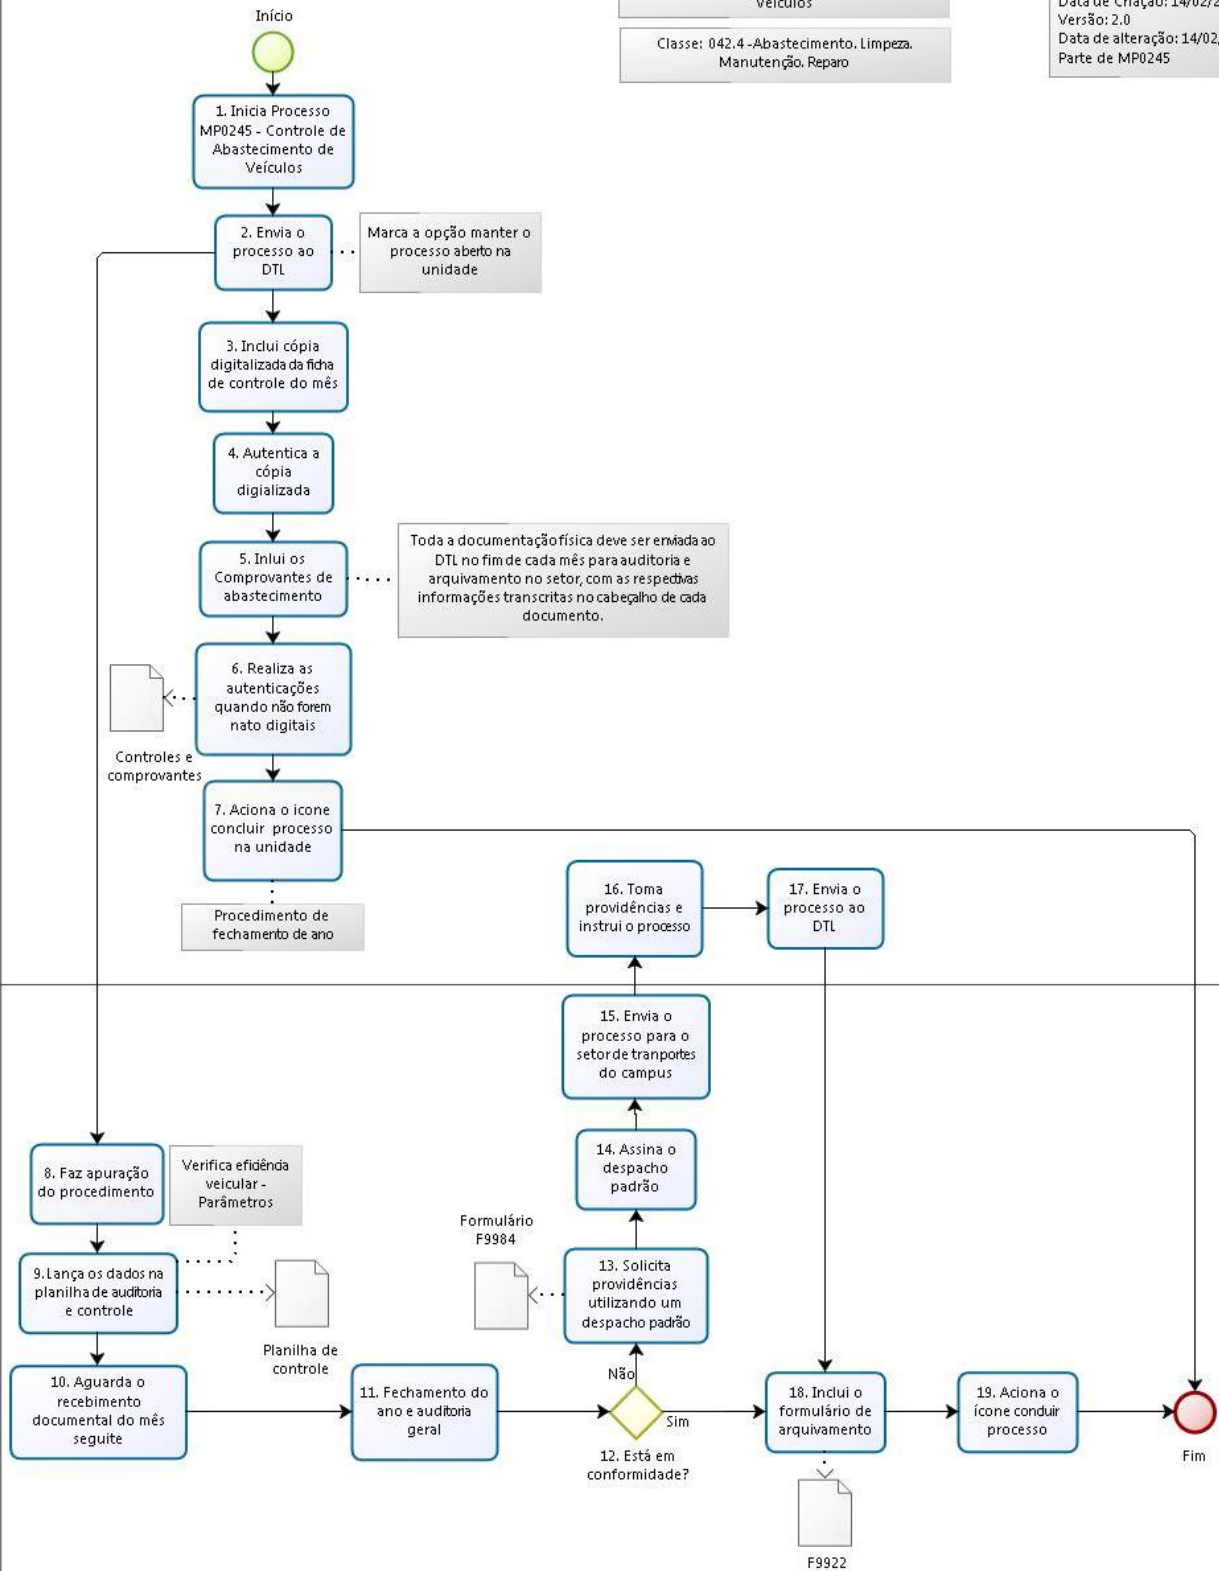 Veículos
Data de Criação: 14/02/2
Versão: 2.0
Data de alteração: 14/02,
Parte de MP0245
Classe: 042.4 -Abastecimento. Limpeza.
Manutenção. Reparo
Início
1. Inicia Processo
MP0245 - Controle de
Abastecimento de
Veículos
2. Envia o
processo ao
DTL
Marca a opção manter o
processo aberto na
unidade
3. Inclui cópia
digitalizada da ficha
de controle do mês
4. Autentica a
cópia
digializada
5. Inlui os
Comprovantes de
abastecimento
Toda a documentação física deve ser enviada ao
DTL no fim de cada mês para auditoria e
arquivamento no setor, com as respectivas
informações transcritas no cabeçalho de cada
documento.
6. Realiza as
autenticações
quando não forem
nato digitais
Controles e
comprovantes
7. Aciona o icone
concluir processo
na unidade
Procedimento de
fechamento de ano
16. Toma
providências e
instrui o processo
17. Envia o
processo ao
DTL
15. Envia o
processo para o
setor de tranportes
do campus
14. Assina o
despacho
padrão
8. Faz apuração
do procedimento
Verifica eficiência
veicular -
Parâmetros
Formulário
F9984
13. Solicita
providências
utilizando um
despacho padrão
9.Lança os dados na
planilha de auditoria
e controle
Planilha de
controle
10. Aguarda o
recebimento
documental do mês
seguite
11. Fechamento do
ano e auditoria
geral
Não
Sim
12. Está em
conformidade?
18. Inclui o
formulário de
arquivamento
19. Aciona o
ícone conduir
processo
Fim
F9922